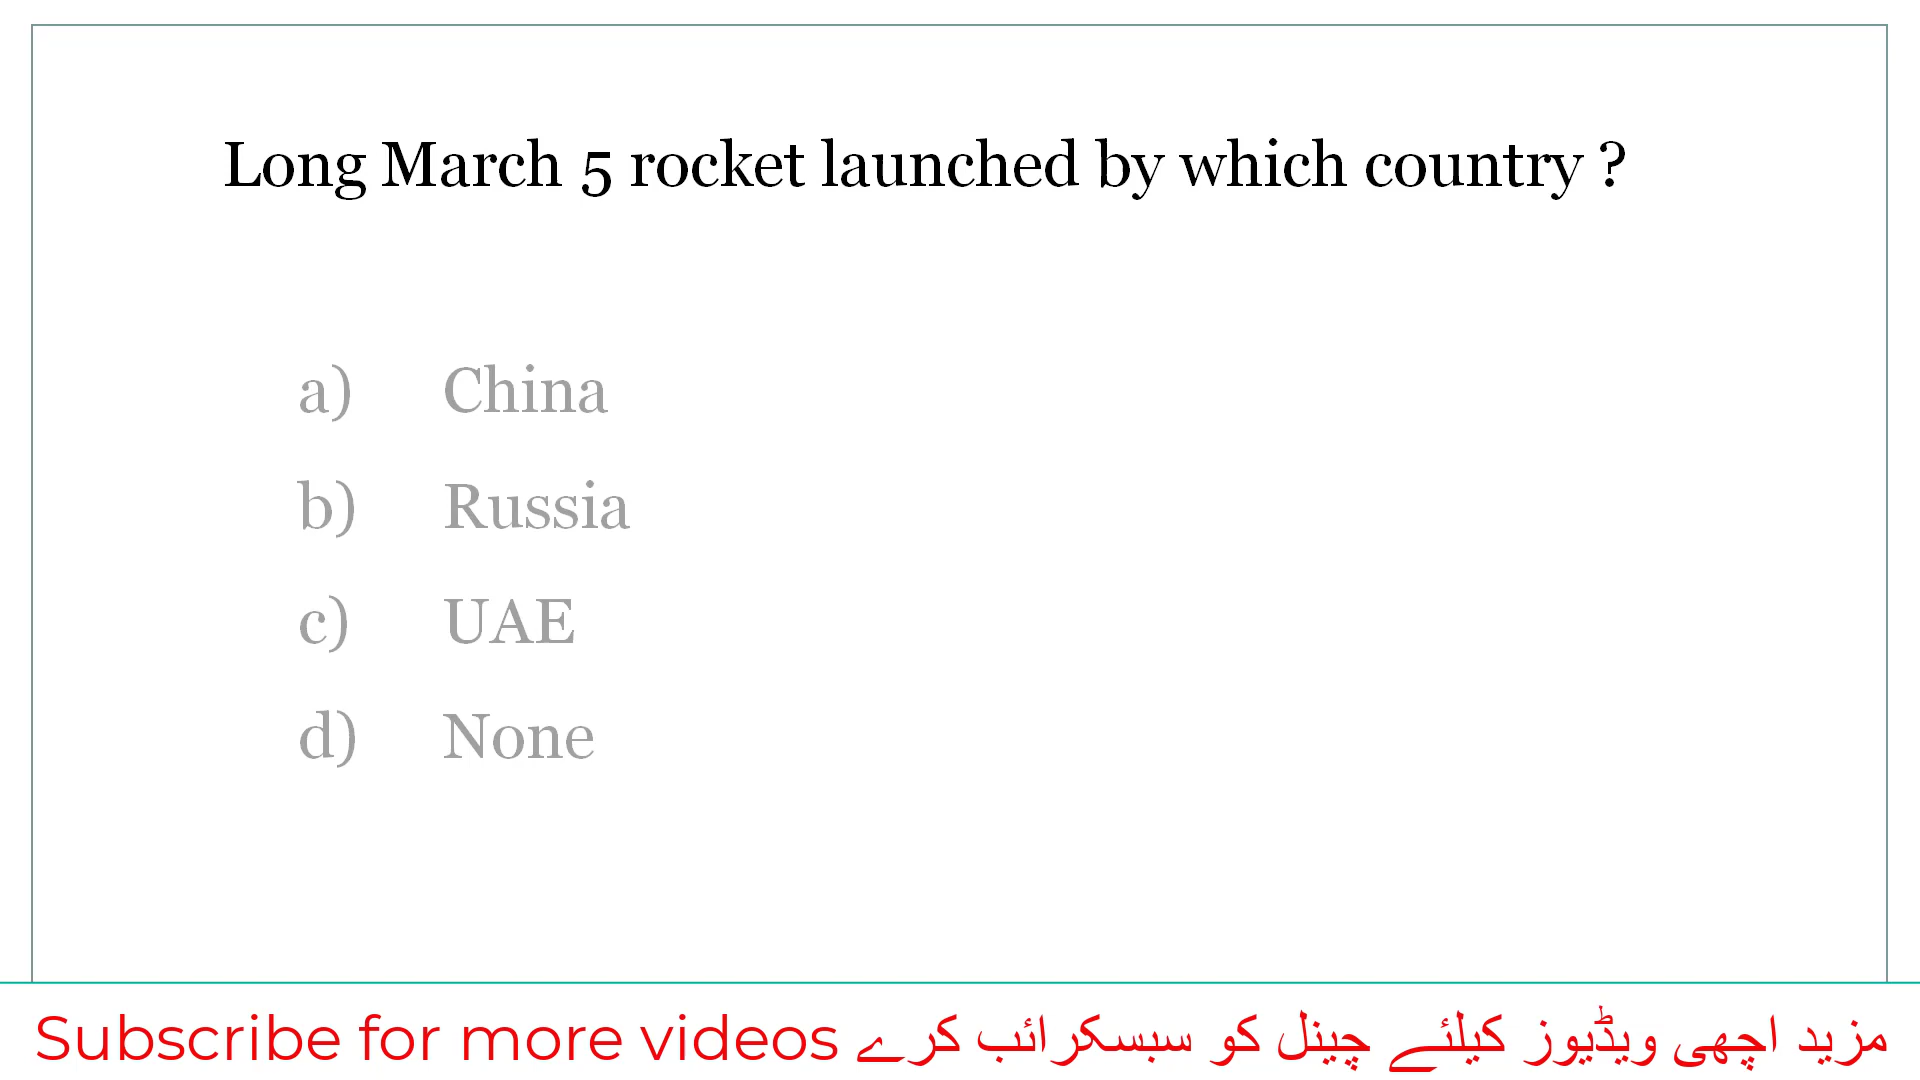 Long March 5 rocket launched by which country ?
a) China
b) Russia
c) UAE
d) None
Subscribe for more videos مزید اچھی ویڈیوز کیلئے چینل کو سبسکرائب کرے